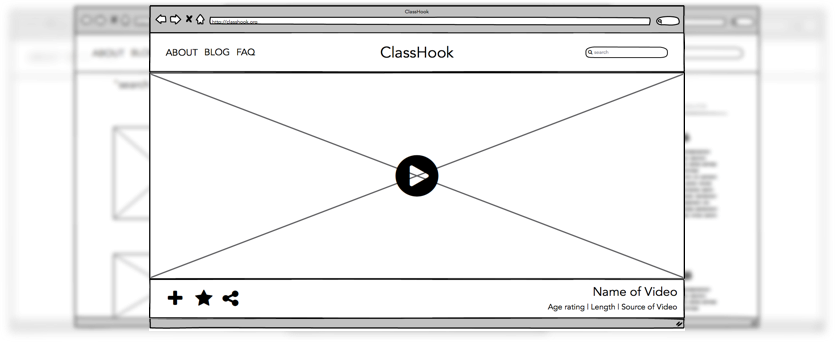 ClassHook
http://classhook.org
ABOUT BLOG FAQ
ClassHook
search
Name of Video
Age rating | Length | Source of Video